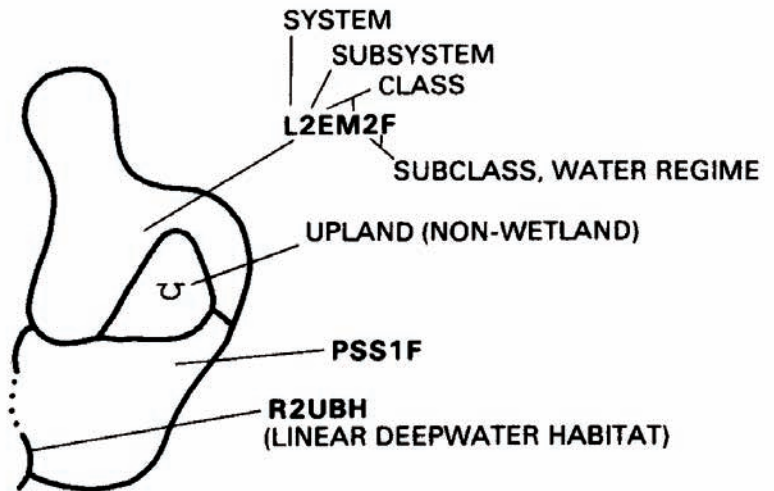 SYSTEM
SUBSYSTEM
CLASS
L2EM2F
SUBCLASS, WATER REGIME
UPLAND (NON-WETLAND)
U
PSS1F
R2UBH
(LINEAR DEEPWATER HABITAT)